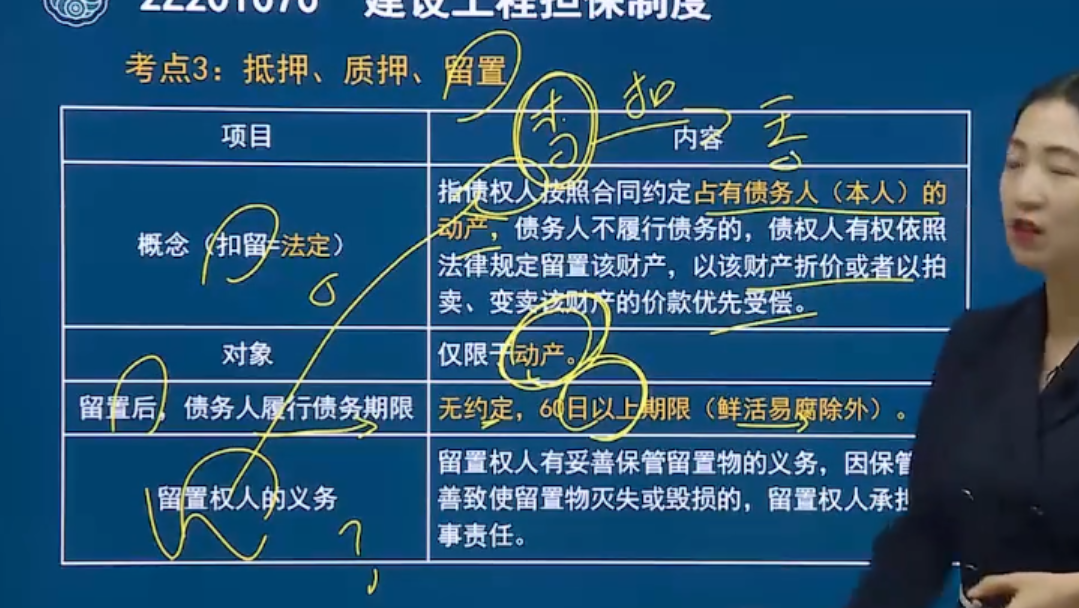 2Z201070 建设工程担保制度
考点3：抵押、质押、留置
项目
内容
概念（扣留=法定）
指债权人按照合同约定占有债务人（本人）的
动产，债务人不履行债务的，债权人有权依照
法律规定留置该财产，以该财产折价或者以拍
卖、变卖该财产的价款优先受偿。
对象
仅限于动产。
留置后，债务人履行债务期限
无约定，60日以上期限（鲜活易腐除外）。
留置权人的义务
留置权人有妥善保管留置物的义务，因保管
善致使留置物灭失或毁损的，留置权人承担
事责任。
扣